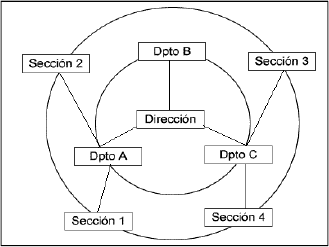 Dpto B
Sección 2
Sección 3
Dirección
Dpto A
Dpto C
Sección 1
Sección 4